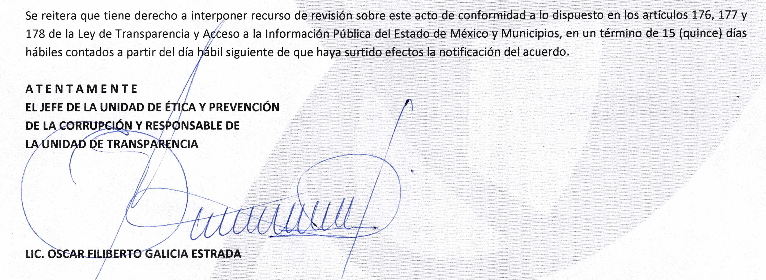 Se reitera que tiene derecho a interponer recurso de revisión sobre este acto de conformidad a lo dispuesto en los artículos 176, 177 y
178 de la Ley de Transparencia y Acceso a la Información Pública del Estado de México y Municipios, en un término de 15 (quince) días
hábiles contados a partir del día hábil siguiente de que haya surtido efectos la notificación del acuerdo.
A T E N T A M E N T E
EL JEFE DE LA UNIDAD DE ÉTICA Y PREVENCIÓN
DE LA CORRUPCIÓN Y RESPONSABLE DE
LA UNIDAD DE TRANSPARENCIA
LIC. OSCAR FILIBERTO GALICIA ESTRADA